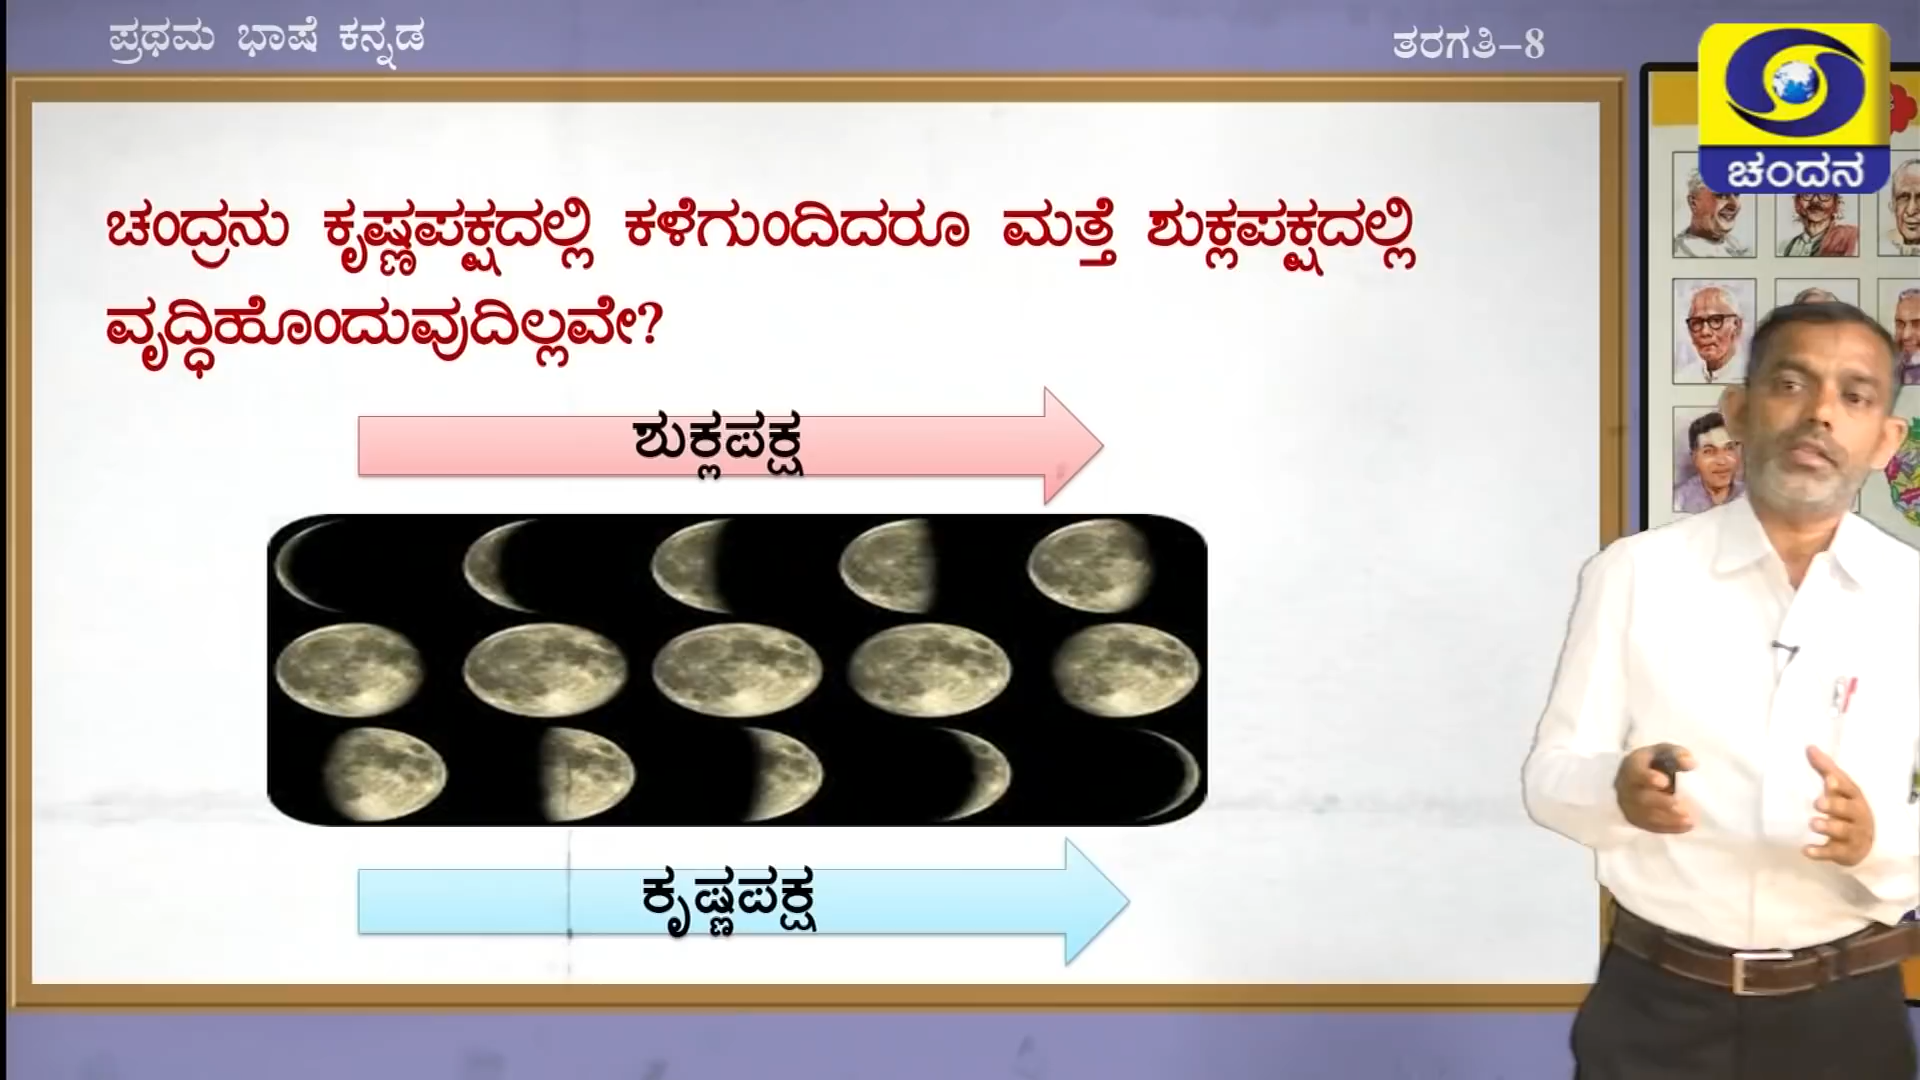 ಪ್ರಥಮ ಭಾಷೆ ಕನ್ನಡ
ತರಗತಿ–8
ಚಂದನ
ಚಂದ್ರನು ಕೃಷ್ಣಪಕ್ಷದಲ್ಲಿ ಕಳೆಗುಂದಿದರೂ ಮತ್ತೆ ಶುಕ್ಲಪಕ್ಷದಲ್ಲಿ
ವೃದ್ಧಿಹೊಂದುವುದಿಲ್ಲವೇ?
ಶುಕ್ಲಪಕ್ಷ
ಕೃಷ್ಣಪಕ್ಷ